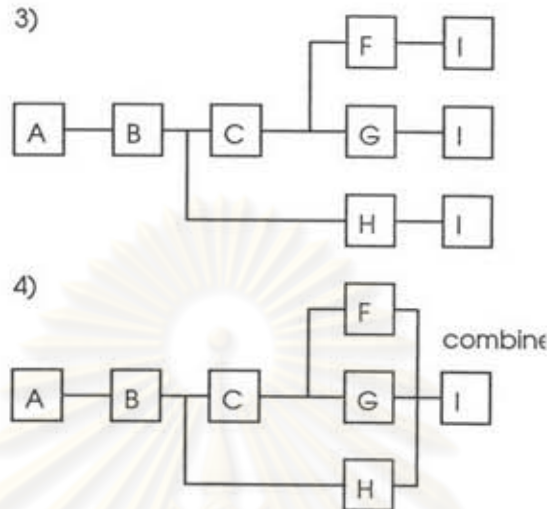 3)
F I
A B C G I
H I
4)
F
combine
A B C G I
H